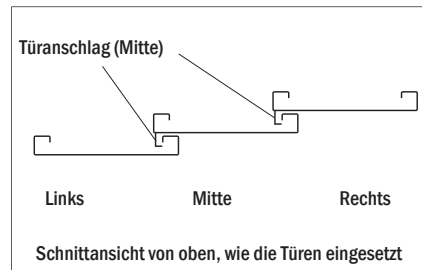 Türanschlag (Mitte)
Links Mitte Rechts
Schnittansicht von oben, wie die Türen eingesetzt